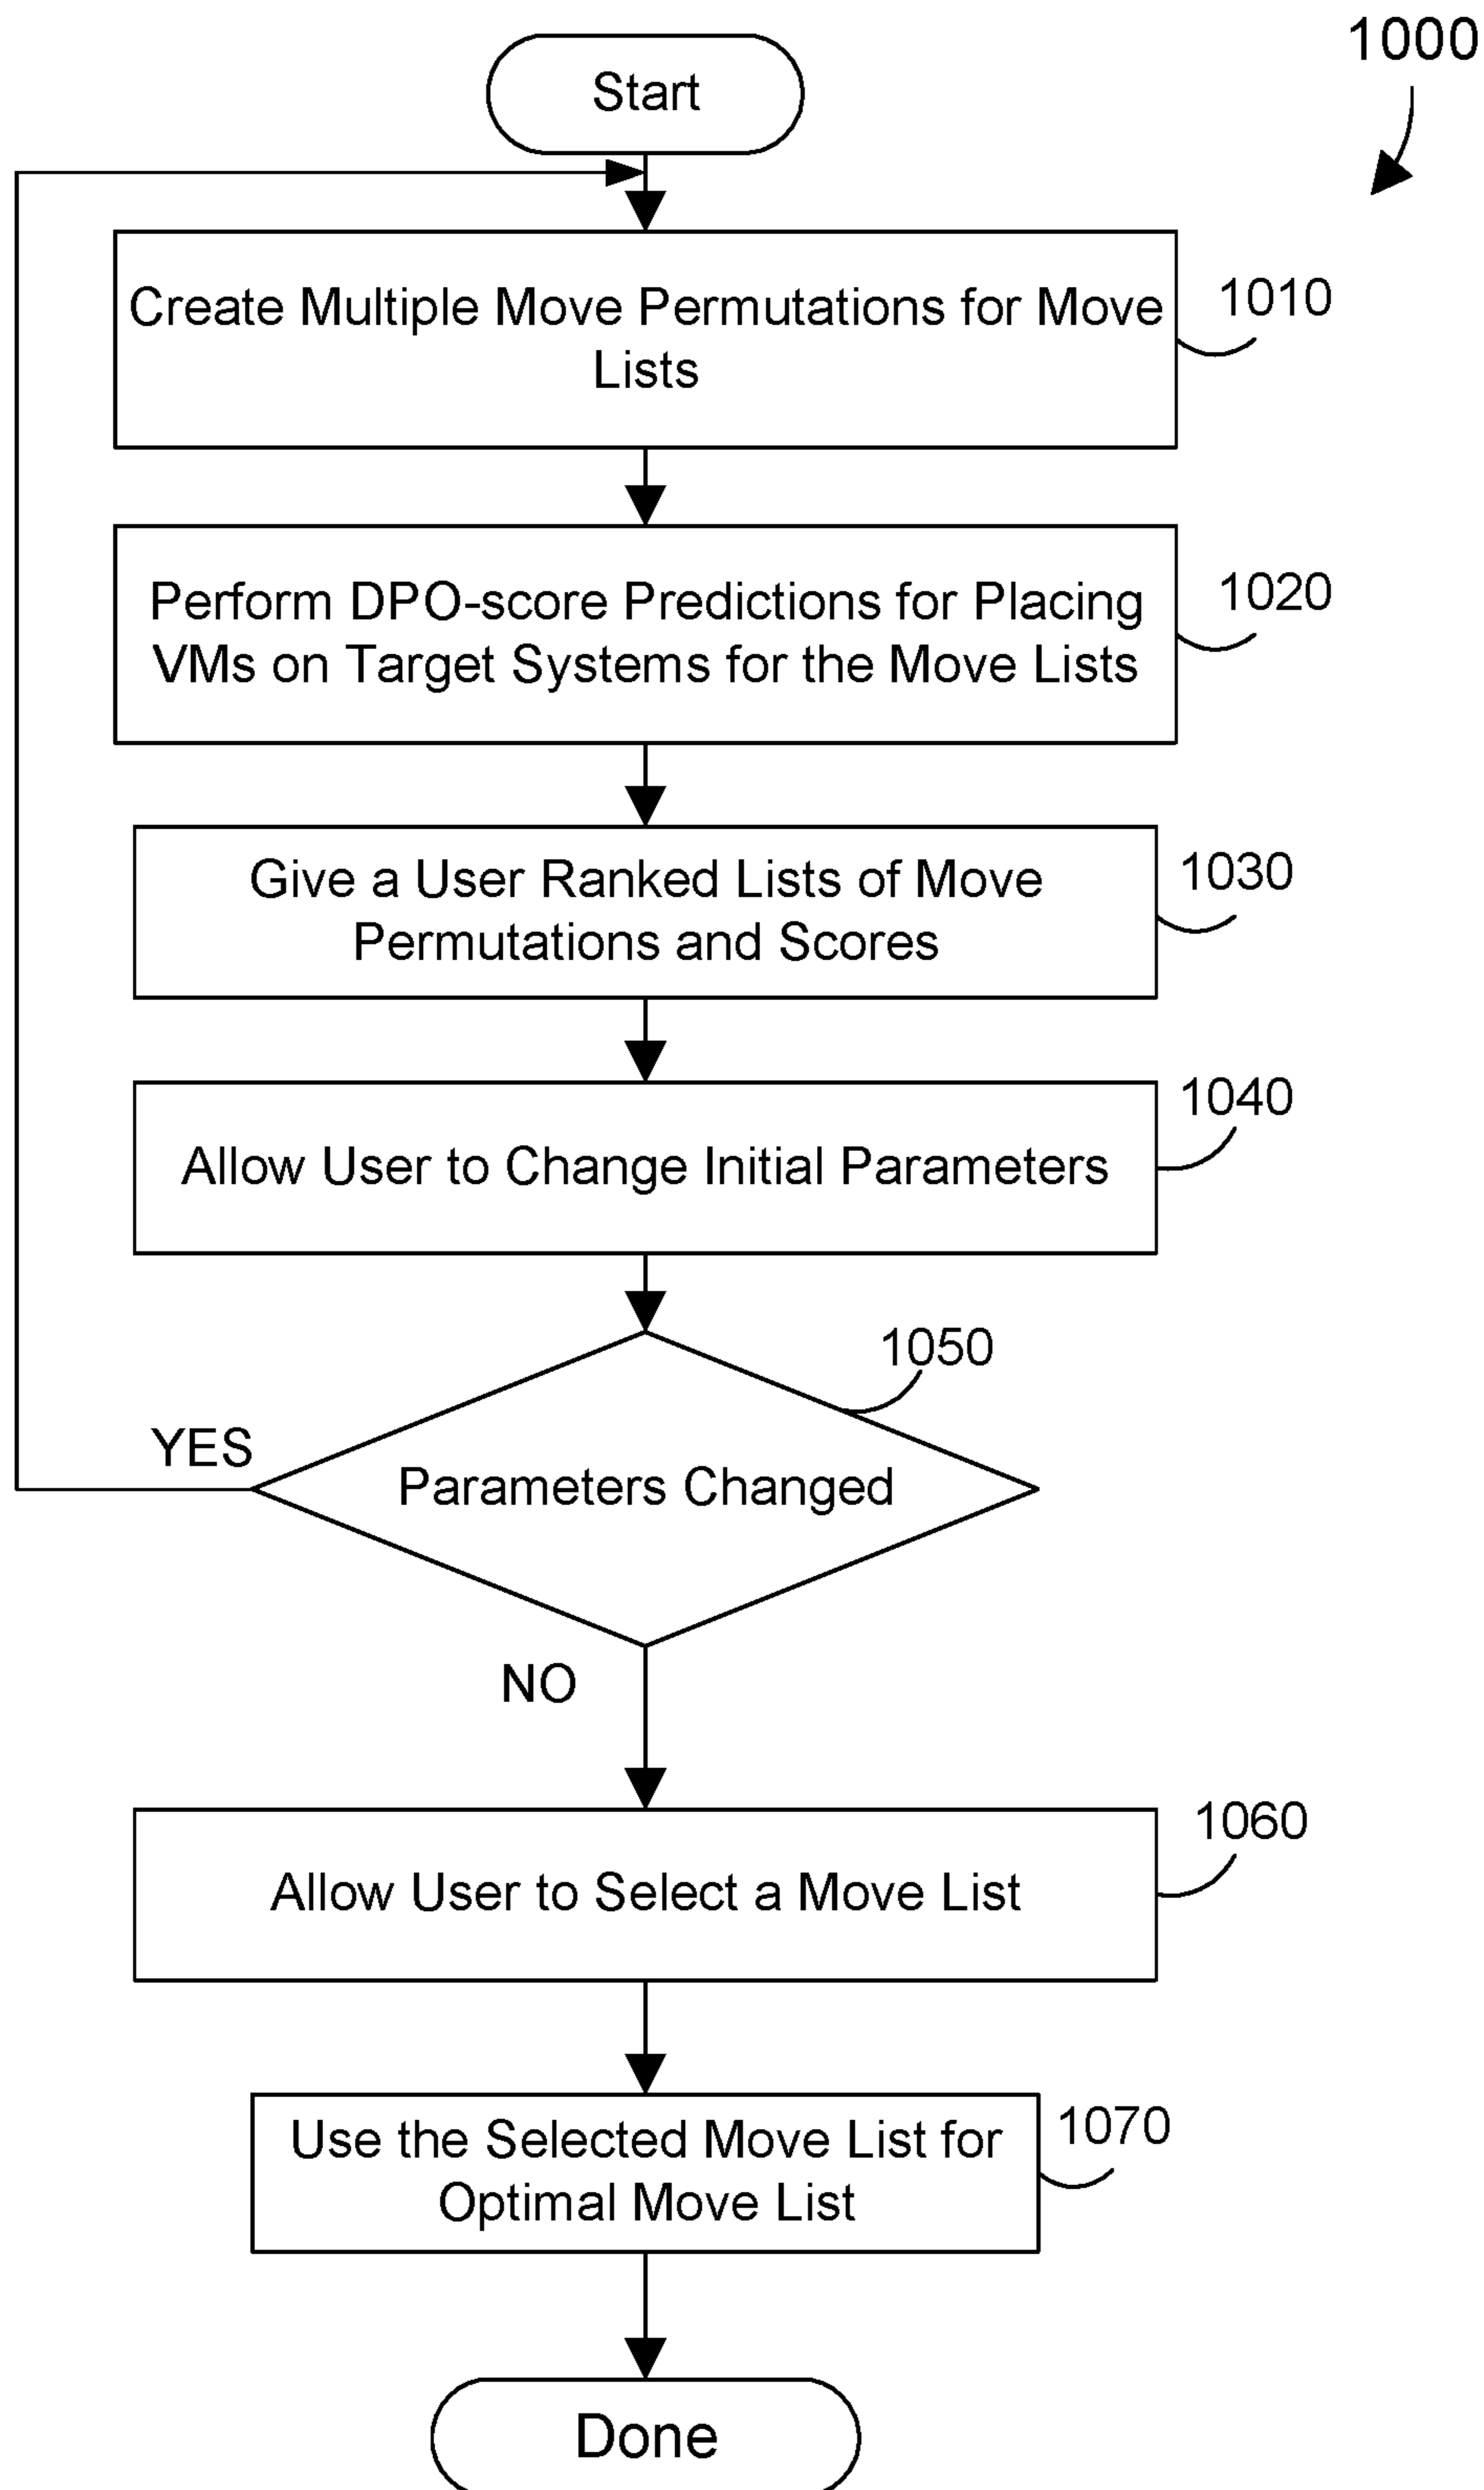 1000
Start
Create Multiple Move Permutations for Move
Lists
1010
Perform DPO-score Predictions for Placing
VMs on Target Systems for the Move Lists
1020
Give a User Ranked Lists of Move
Permutations and Scores
1030
Allow User to Change Initial Parameters
1040
1050
YES
Parameters Changed
NO
Allow User to Select a Move List
1060
Use the Selected Move List for
Optimal Move List
1070
Done